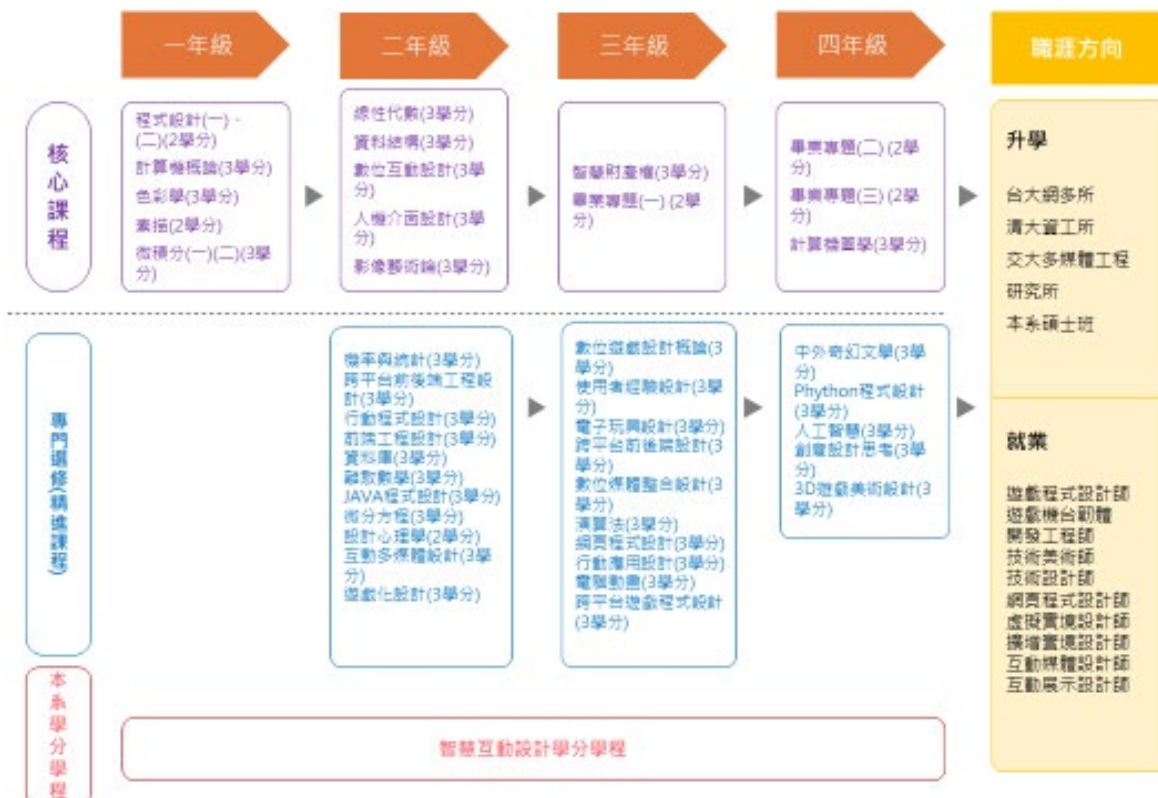 一年級
二年級
三年級
四年級
職涯方向
核心課程
程式設計(一)、
(二)(2學分)
計算機概論(3學分)
色彩學(3學分)
素描(2學分)
微積分(一)(二)(3學
分)
線性代數(3學分)
資料結構(3學分)
數位互動設計(3學
分)
人機介面設計(3學
分)
影像藝術論(3學分)
智慧財產權(3學分)
畢業專題(一) (2學
分)
畢業專題(二) (2學
分)
畢業專題(三) (2學
分)
計算機圖學(3學分)
升學
台大網多所
清大資工所
交大多媒體工程
研究所
本系碩士班
專門選修(精進課程)
機率與統計(3學分)
跨平台前後端工程設
計(3學分)
行動程式設計(3學分)
前端工程設計(3學分)
資料庫(3學分)
離散數學(3學分)
JAVA程式設計(3學分)
微分方程(3學分)
設計心理學(2學分)
互動多媒體設計(3學
分)
遊戲化設計(3學分)
數位遊戲設計概論(3
學分)
使用者經驗設計(3學
分)
電子玩具設計(3學分)
跨平台前後端設計(3
學分)
數位媒體整合設計(3
學分)
演算法(3學分)
網頁程式設計(3學分)
行動應用設計(3學分)
電腦動畫(3學分)
跨平台遊戲程式設計
(3學分)
中外奇幻文學(3學
分)
Phython程式設計
(3學分)
人工智慧(3學分)
創意設計思考(3學
分)
3D遊戲美術設計(3
學分)
就業
遊戲程式設計師
遊戲機台韌體
開發工程師
技術美術師
技術設計師
網頁程式設計師
虛擬實境設計師
擴增實境設計師
互動媒體設計師
互動展示設計師
本系學分學程
智慧互動設計學分學程